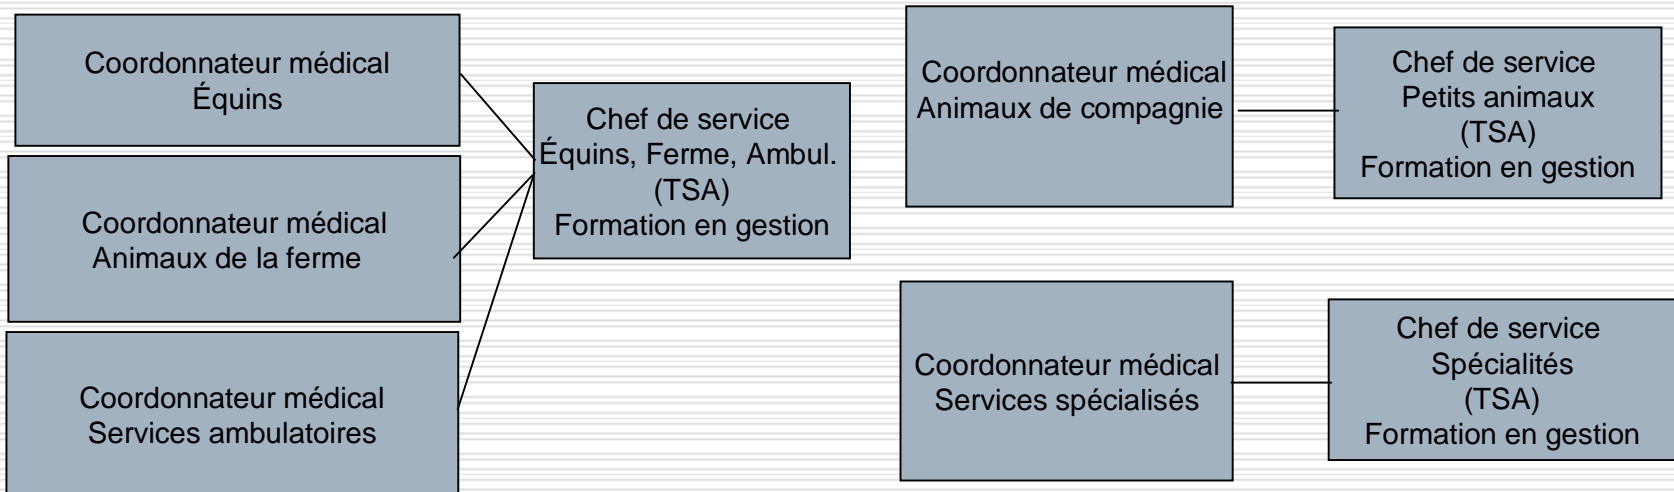 Coordonnateur médical
Équins
Coordonnateur médical
Animaux de la ferme
Coordonnateur médical
Services ambulatoires
Chef de service
Équins, Ferme, Ambul.
(TSA)
Formation en gestion
Coordonnateur médical
Animaux de compagnie
Chef de service
Petits animaux
(TSA)
Formation en gestion
Coordonnateur médical
Services spécialisés
Chef de service
Spécialités
(TSA)
Formation en gestion